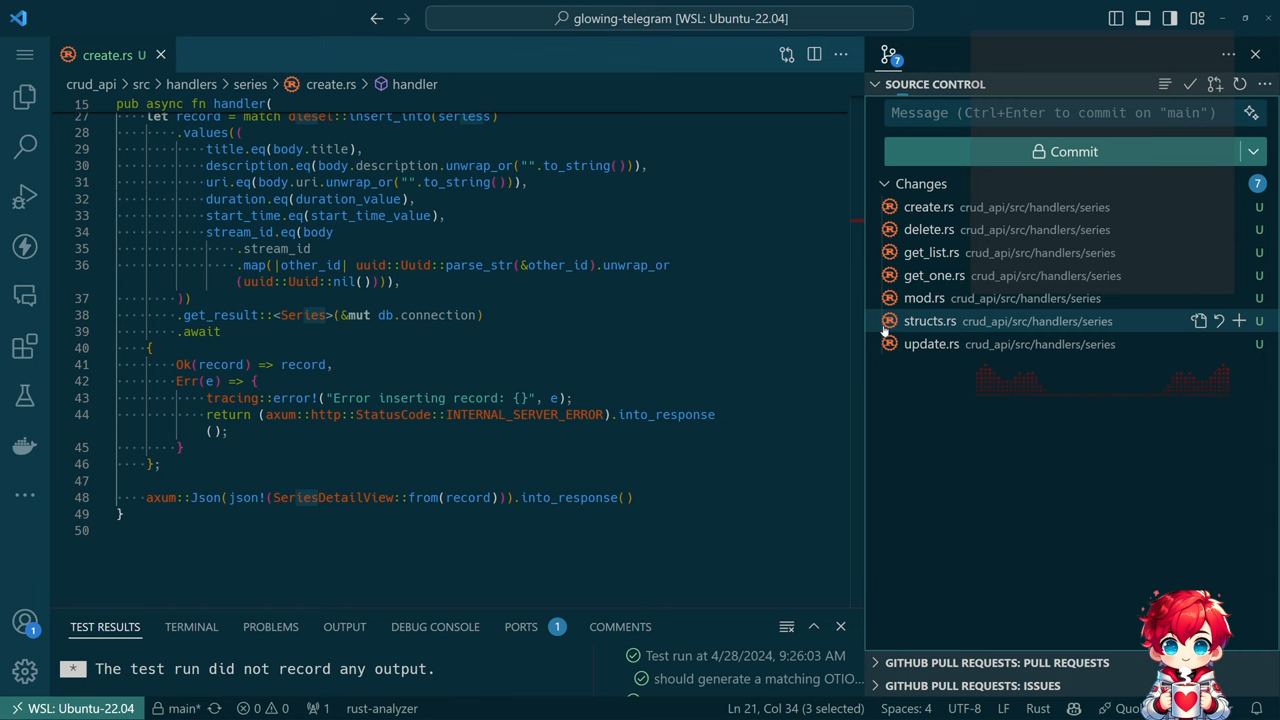 glowing-telegram [WSL: Ubuntu-22.04]
create.rs U
7
crud_api › src › handlers › series › create.rs › handler
SOURCE CONTROL
15 pub async fn handler(
27 let record = match diesel::insert_into(seriess)
28 .values((
29 title.eq(body.title),
30 description.eq(body.description.unwrap_or("".to_string())),
31 uri.eq(body.uri.unwrap_or("".to_string())),
32 duration.eq(duration_value),
33 start_time.eq(start_time_value),
34 stream_id.eq(body
35 .stream_id
36 .map(|other_id| uuid::Uuid::parse_str(&other_id).unwrap_or
(uuid::Uuid::nil())),
37 ))
38 .get_result::<Series>(&mut db.connection)
39 .await
40 {
41 Ok(record) => record,
42 Err(e) => {
43 tracing::error!("Error inserting record: {}", e);
44 return (axum::http::StatusCode::INTERNAL_SERVER_ERROR).into_response
();
45 }
46 };
47
48 axum::Json(json!(SeriesDetailView::from(record))).into_response()
49 }
50
Message (Ctrl+Enter to commit on "main")
Commit
Changes 7
create.rs crud_api/src/handlers/series U
delete.rs crud_api/src/handlers/series U
get_list.rs crud_api/src/handlers/series U
get_one.rs crud_api/src/handlers/series U
mod.rs crud_api/src/handlers/series U
structs.rs crud_api/src/handlers/series U
update.rs crud_api/src/handlers/series U
TEST RESULTS TERMINAL PROBLEMS OUTPUT DEBUG CONSOLE PORTS 1 COMMENTS
* The test run did not record any output.
Test run at 4/28/2024, 9:26:03 AM
should generate a matching OTIO...
GITHUB PULL REQUESTS: PULL REQUESTS
GITHUB PULL REQUESTS: ISSUES
1
WSL: Ubuntu-22.04 main* 0 0 1 rust-analyzer Ln 21, Col 34 (3 selected) Spaces: 4 UTF-8 LF Rust